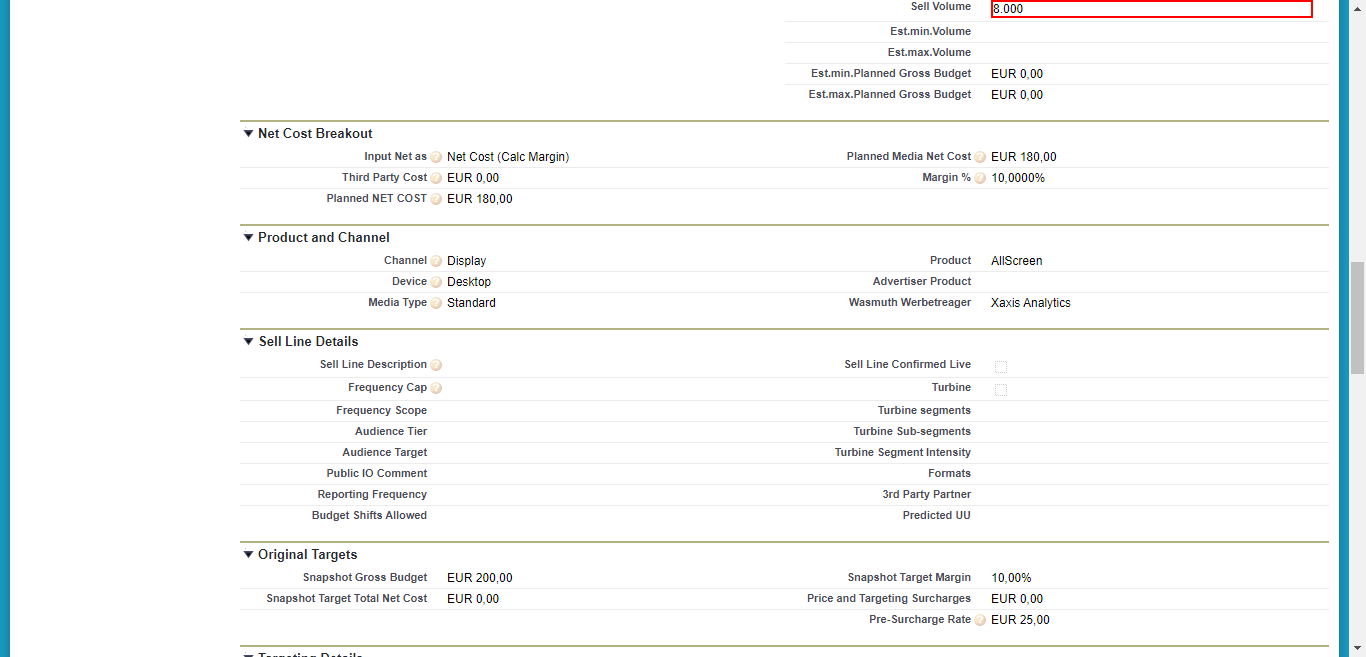 Sell Volume 8.000
Est.min.Volume
Est.max.Volume
Est.min.Planned Gross Budget EUR 0,00
Est.max.Planned Gross Budget EUR 0,00
Net Cost Breakout
Input Net as ? Net Cost (Calc Margin) Planned Media Net Cost ? EUR 180,00
Third Party Cost ? EUR 0,00 Margin % ? 10,0000%
Planned NET COST ? EUR 180,00
Product and Channel
Channel ? Display Product AllScreen
Device ? Desktop Advertiser Product
Media Type ? Standard Wasmuth Werbetreager Xaxis Analytics
Sell Line Details
Sell Line Description ? Sell Line Confirmed Live
Frequency Cap ? Turbine
Frequency Scope Turbine segments
Audience Tier Turbine Sub-segments
Audience Target Turbine Segment Intensity
Public IO Comment Formats
Reporting Frequency 3rd Party Partner
Budget Shifts Allowed Predicted UU
Original Targets
Snapshot Gross Budget EUR 200,00 Snapshot Target Margin 10,00%
Snapshot Target Total Net Cost EUR 0,00 Price and Targeting Surcharges EUR 0,00
Pre-Surcharge Rate ? EUR 25,00
Targeting Details